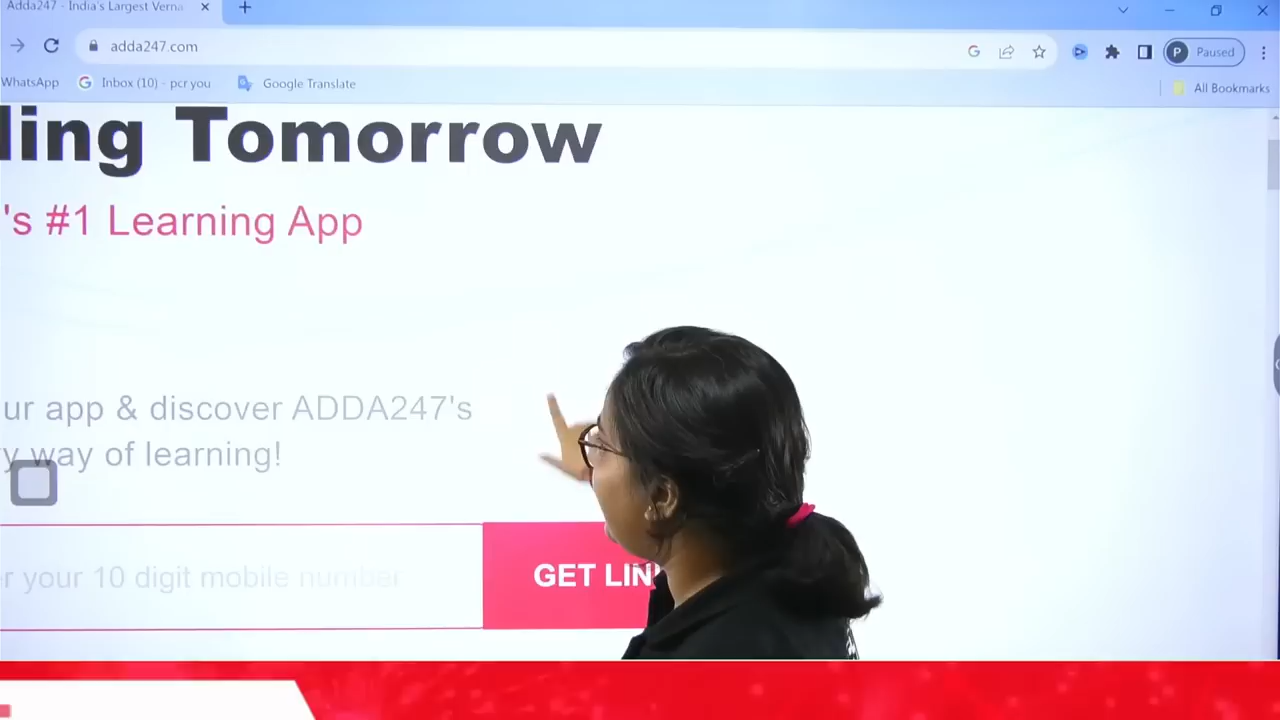 Adda247 - India's Largest Verna
adda247.com
P Paused
WhatsApp
Inbox (10) - pcr you
Google Translate
All Bookmarks
ling Tomorrow
's #1 Learning App
ur app & discover ADDA247's
y way of learning!
r your 10 digit mobile number
GET LIN